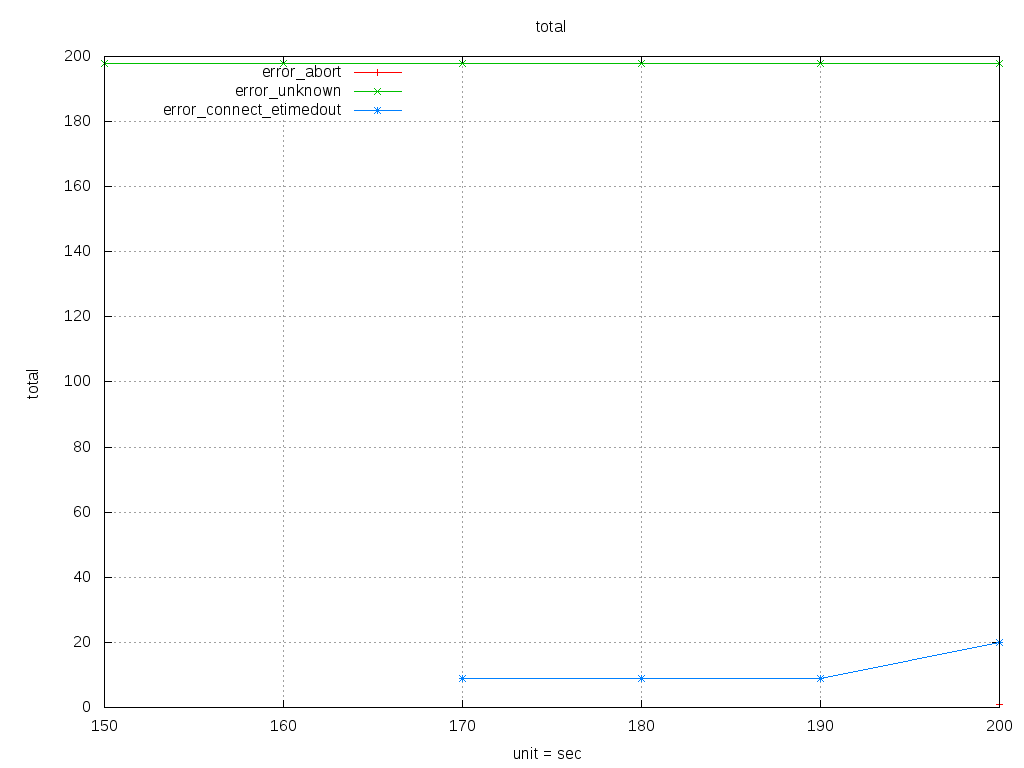 total
200
error_abort
error_unknown
error_connect_etimedout
180
160
140
120
100
total
80
60
40
20
0
150 160 170 180 190 200
unit = sec